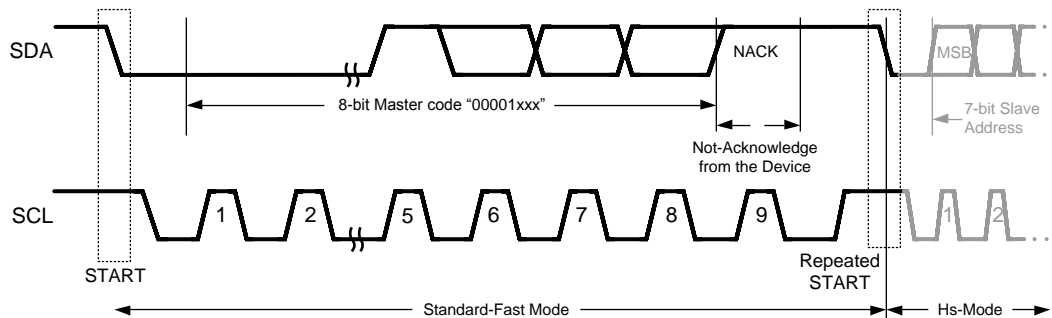 SDA
NACK
MSB
8-bit Master code “00001xxx”
7-bit Slave
Address
Not-Acknowledge
from the Device
SCL
1
2
5
6
7
8
9
1
2
START
Repeated
START
Standard-Fast Mode
Hs-Mode